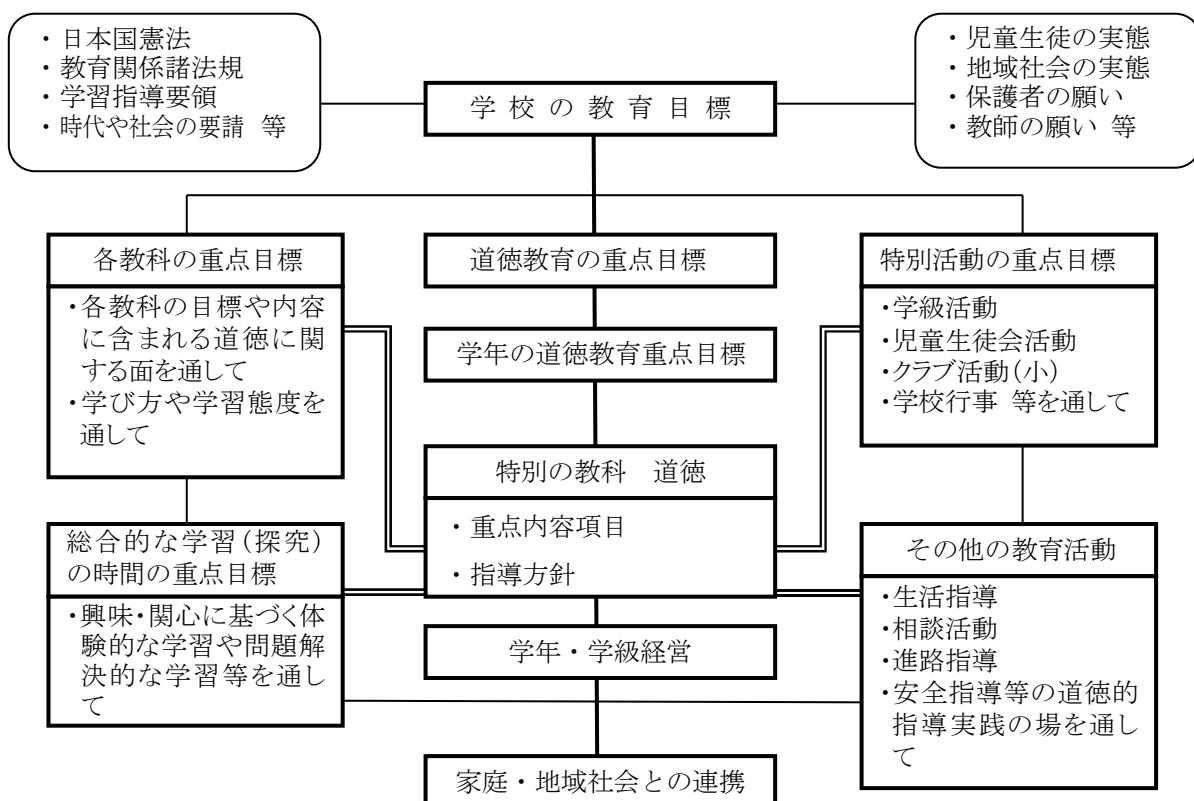 ・日本国憲法
・教育関係諸法規
・学習指導要領
・時代や社会の要請 等
・児童生徒の実態
・地域社会の実態
・保護者の願い
・教師の願い 等
学校の教育目標
各教科の重点目標
・各教科の目標や内容
に含まれる道徳に関
する面を通して
・学び方や学習態度を
通して
道徳教育の重点目標
学年の道徳教育重点目標
特別活動の重点目標
・学級活動
・児童生徒会活動
・クラブ活動(小)
・学校行事 等を通して
特別の教科 道徳
・重点内容項目
・指導方針
総合的な学習(探究)
の時間の重点目標
・興味・関心に基づく体
験的な学習や問題解
決的な学習等を通し
て
その他の教育活動
・生活指導
・相談活動
・進路指導
・安全指導等の道徳的
指導実践の場を通し
て
学年・学級経営
家庭・地域社会との連携